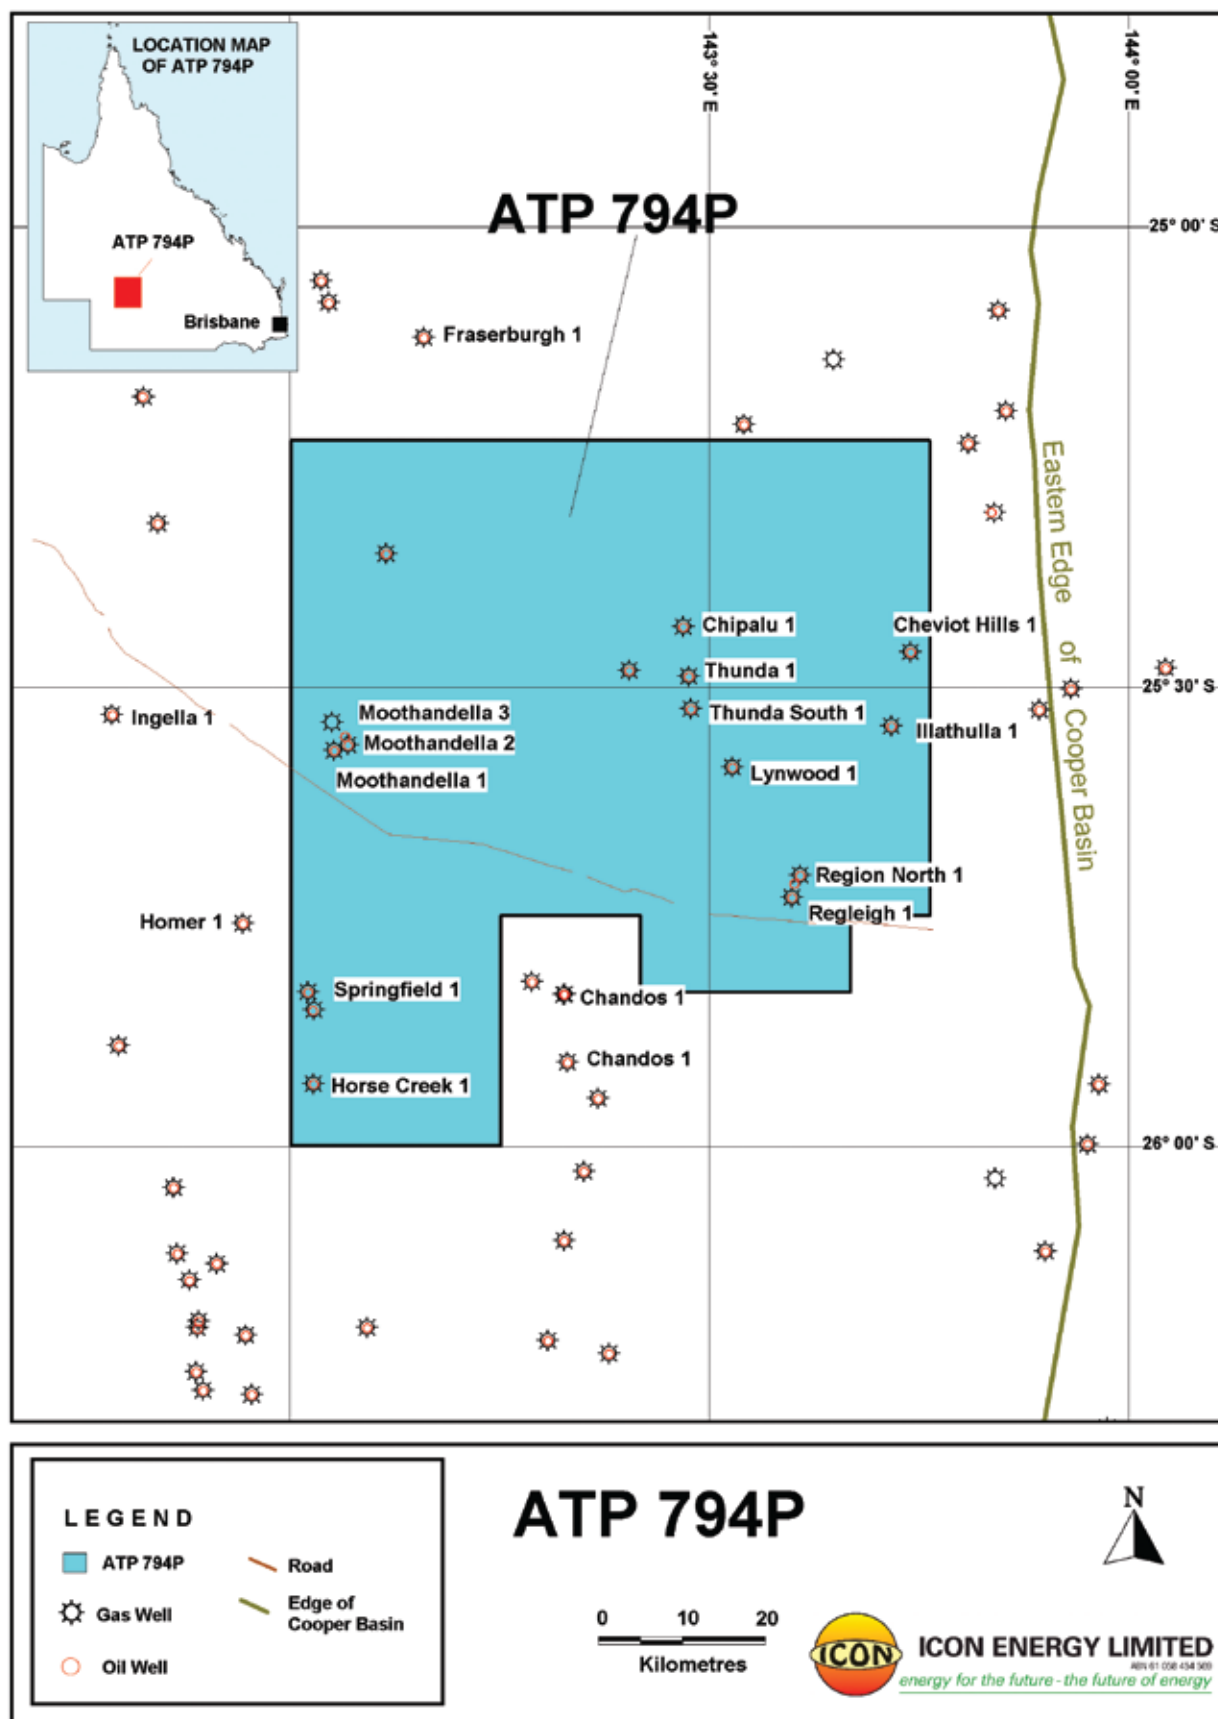 LOCATION MAP
OF ATP 794P
ATP 794P
Brisbane
143° 30' E
144° 00' E
ATP 794P
25° 00' S
Fraserburgh 1
Eastern Edge of Cooper Basin
Chipalu 1
Cheviot Hills 1
Thunda 1
25° 30' S
Ingella 1
Moothandella 3
Thunda South 1
Illathulla 1
Moothandella 2
Moothandella 1
Lynwood 1
Region North 1
Regleigh 1
Homer 1
Springfield 1
Chandos 1
Chandos 1
Horse Creek 1
26° 00' S
LEGEND
ATP 794P
Gas Well
Oil Well
Road
Edge of
Cooper Basin
ATP 794P
N
0 10 20
Kilometres
ICON
ICON ENERGY LIMITED
energy for the future - the future of energy